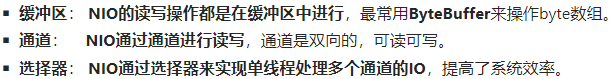 ▪ 缓冲区： NIO的读写操作都是在缓冲区中进行，最常用ByteBuffer来操作byte数组。
▪ 通道： NIO通过通道进行读写，通道是双向的，可读可写。
▪ 选择器： NIO通过选择器来实现单线程处理多个通道的IO，提高了系统效率。